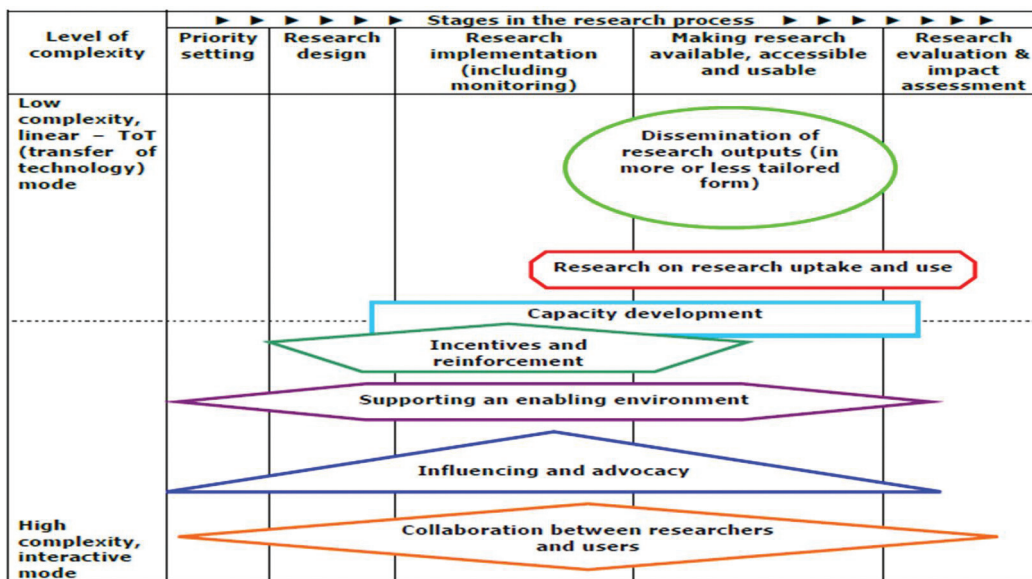 Stages in the research process
Level of
complexity
Priority
setting
Research
design
Research
implementation
(including
monitoring)
Making research
available, accessible
and usable
Research
evaluation &
impact
assessment
Low
complexity,
linear – ToT
(transfer of
technology)
mode
Dissemination of
research outputs (in
more or less tailored
form)
Research on research uptake and use
Capacity development
Incentives and
reinforcement
Supporting an enabling environment
Influencing and advocacy
High
complexity,
interactive
mode
Collaboration between researchers
and users